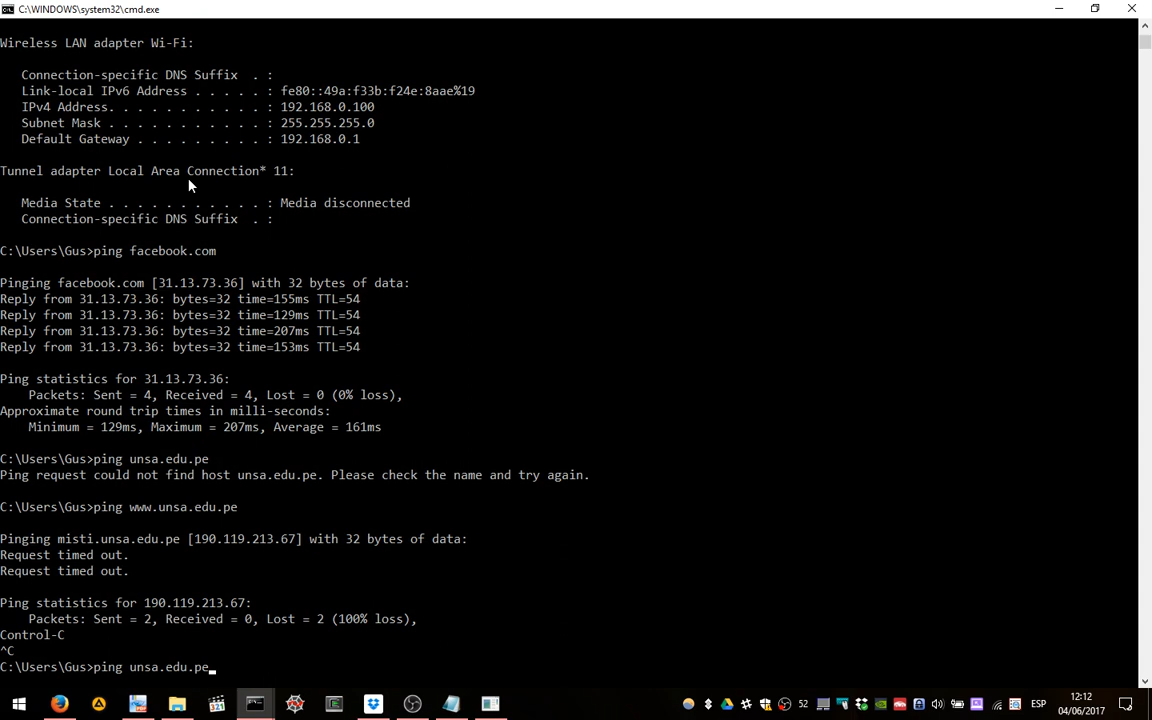 C:\WINDOWS\system32\cmd.exe
Wireless LAN adapter Wi-Fi:
Connection-specific DNS Suffix . :
Link-local IPv6 Address . . . . . : fe80::49a:f33b:f24e:8aae%19
IPv4 Address. . . . . . . . . . . : 192.168.0.100
Subnet Mask . . . . . . . . . . . : 255.255.255.0
Default Gateway . . . . . . . . . : 192.168.0.1
Tunnel adapter Local Area Connection* 11:
Media State . . . . . . . . . . . : Media disconnected
Connection-specific DNS Suffix . :
C:\Users\Gus>ping facebook.com
Pinging facebook.com [31.13.73.36] with 32 bytes of data:
Reply from 31.13.73.36: bytes=32 time=155ms TTL=54
Reply from 31.13.73.36: bytes=32 time=129ms TTL=54
Reply from 31.13.73.36: bytes=32 time=207ms TTL=54
Reply from 31.13.73.36: bytes=32 time=153ms TTL=54
Ping statistics for 31.13.73.36:
Packets: Sent = 4, Received = 4, Lost = 0 (0% loss),
Approximate round trip times in milli-seconds:
Minimum = 129ms, Maximum = 207ms, Average = 161ms
C:\Users\Gus>ping unsa.edu.pe
Ping request could not find host unsa.edu.pe. Please check the name and try again.
C:\Users\Gus>ping www.unsa.edu.pe
Pinging misti.unsa.edu.pe [190.119.213.67] with 32 bytes of data:
Request timed out.
Request timed out.
Ping statistics for 190.119.213.67:
Packets: Sent = 2, Received = 0, Lost = 2 (100% loss),
Control-C
^C
C:\Users\Gus>ping unsa.edu.pe_
321
52
ESP
12:12
04/06/2017